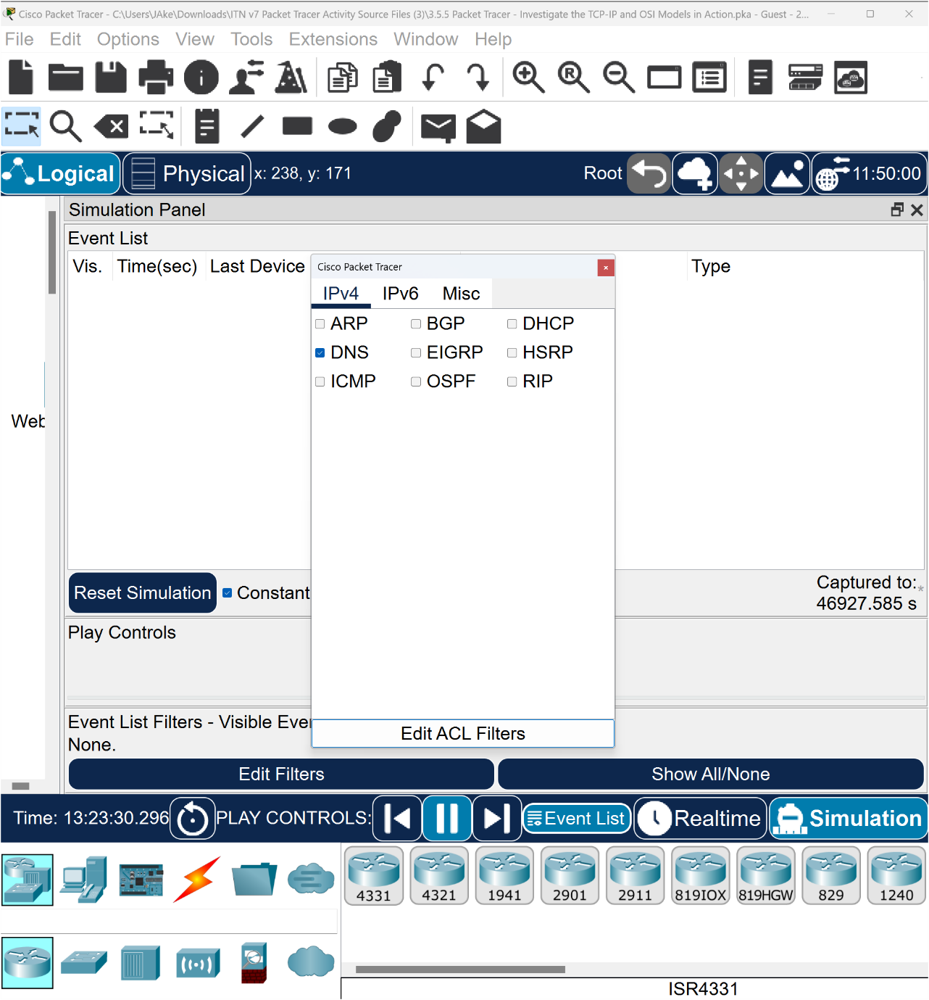 Cisco Packet Tracer - C:\Users\JAke\Downloads\ITN v7 Packet Tracer Activity Source Files (3)\3.5.5 Packet Tracer - Investigate the TCP-IP and OSI Models in Action.pka - Guest - 2...
File Edit Options View Tools Extensions Window Help
Logical Physical x: 238, y: 171 Root 11:50:00
Simulation Panel
Event List
Vis. Time(sec) Last Device Type
Cisco Packet Tracer
IPv4 IPv6 Misc
ARP BGP DHCP
DNS EIGRP HSRP
ICMP OSPF RIP
Web
Reset Simulation Constant
Captured to:*
46927.585 s
Play Controls
Event List Filters - Visible Eve
None.
Edit ACL Filters
Edit Filters Show All/None
Time: 13:23:30.296 PLAY CONTROLS: Event List Realtime Simulation
4331 4321 1941 2901 2911 819IOX 819HGW 829 1240
ISR4331